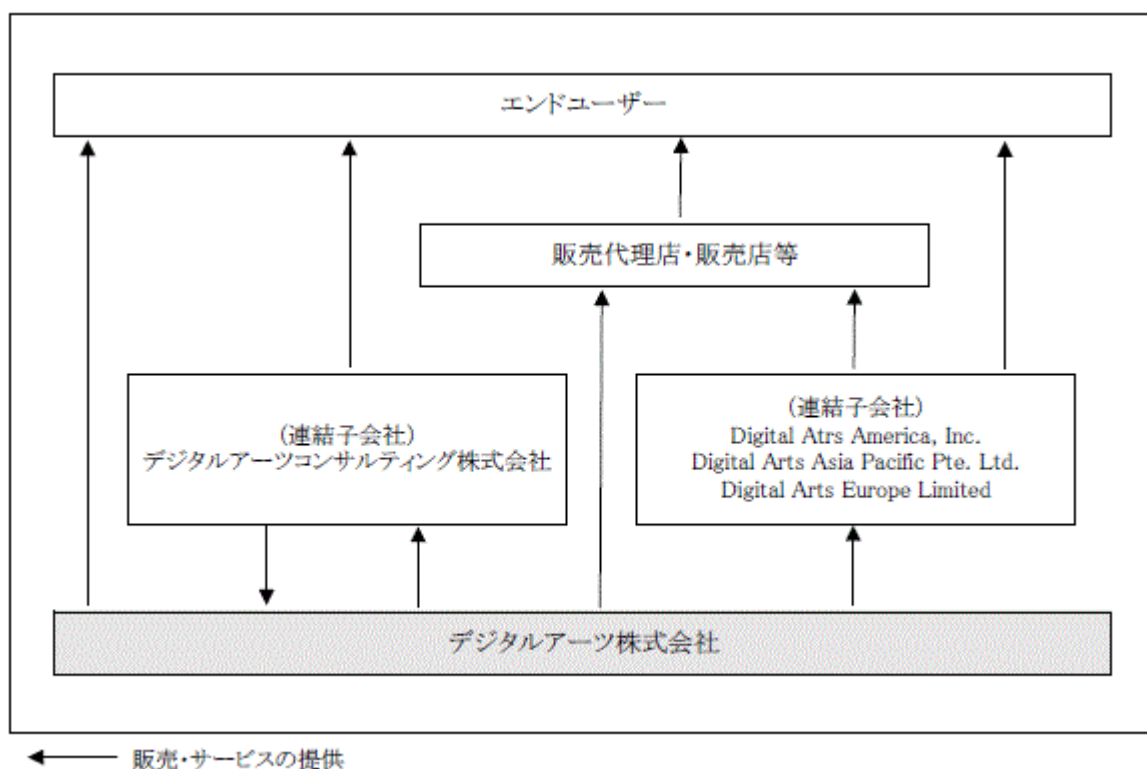 エンドユーザー
販売代理店・販売店等
(連結子会社)
デジタルアーツコンサルティング株式会社
(連結子会社)
Digital Atrs America, Inc.
Digital Arts Asia Pacific Pte. Ltd.
Digital Arts Europe Limited
デジタルアーツ株式会社
販売・サービスの提供